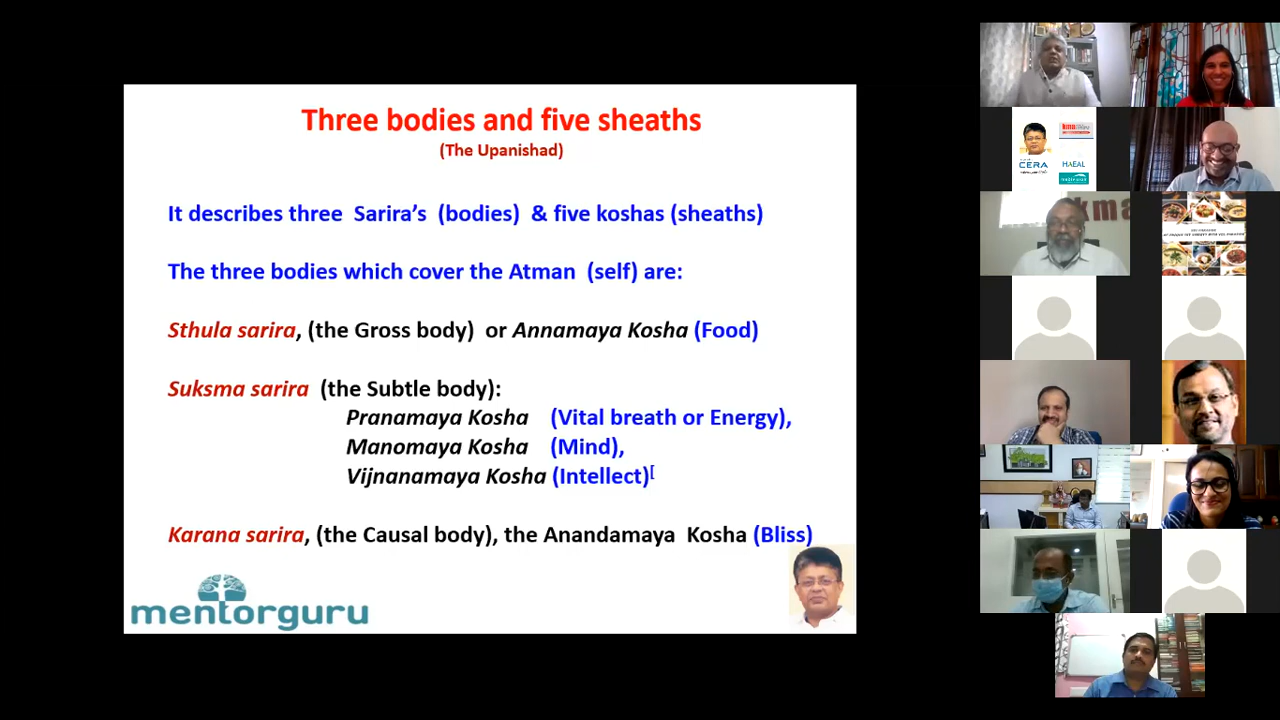 Three bodies and five sheaths
(The Upanishad)
It describes three Sarira's (bodies) & five koshas (sheaths)
The three bodies which cover the Atman (self) are:
Sthula sarira, (the Gross body) or Annamaya Kosha (Food)
Suksma sarira (the Subtle body):
Pranamaya Kosha (Vital breath or Energy),
Manomaya Kosha (Mind),
Vijnanamaya Kosha (Intellect)[
Karana sarira, (the Causal body), the Anandamaya Kosha (Bliss)
mentorguru
CERA
HAEAL
kma